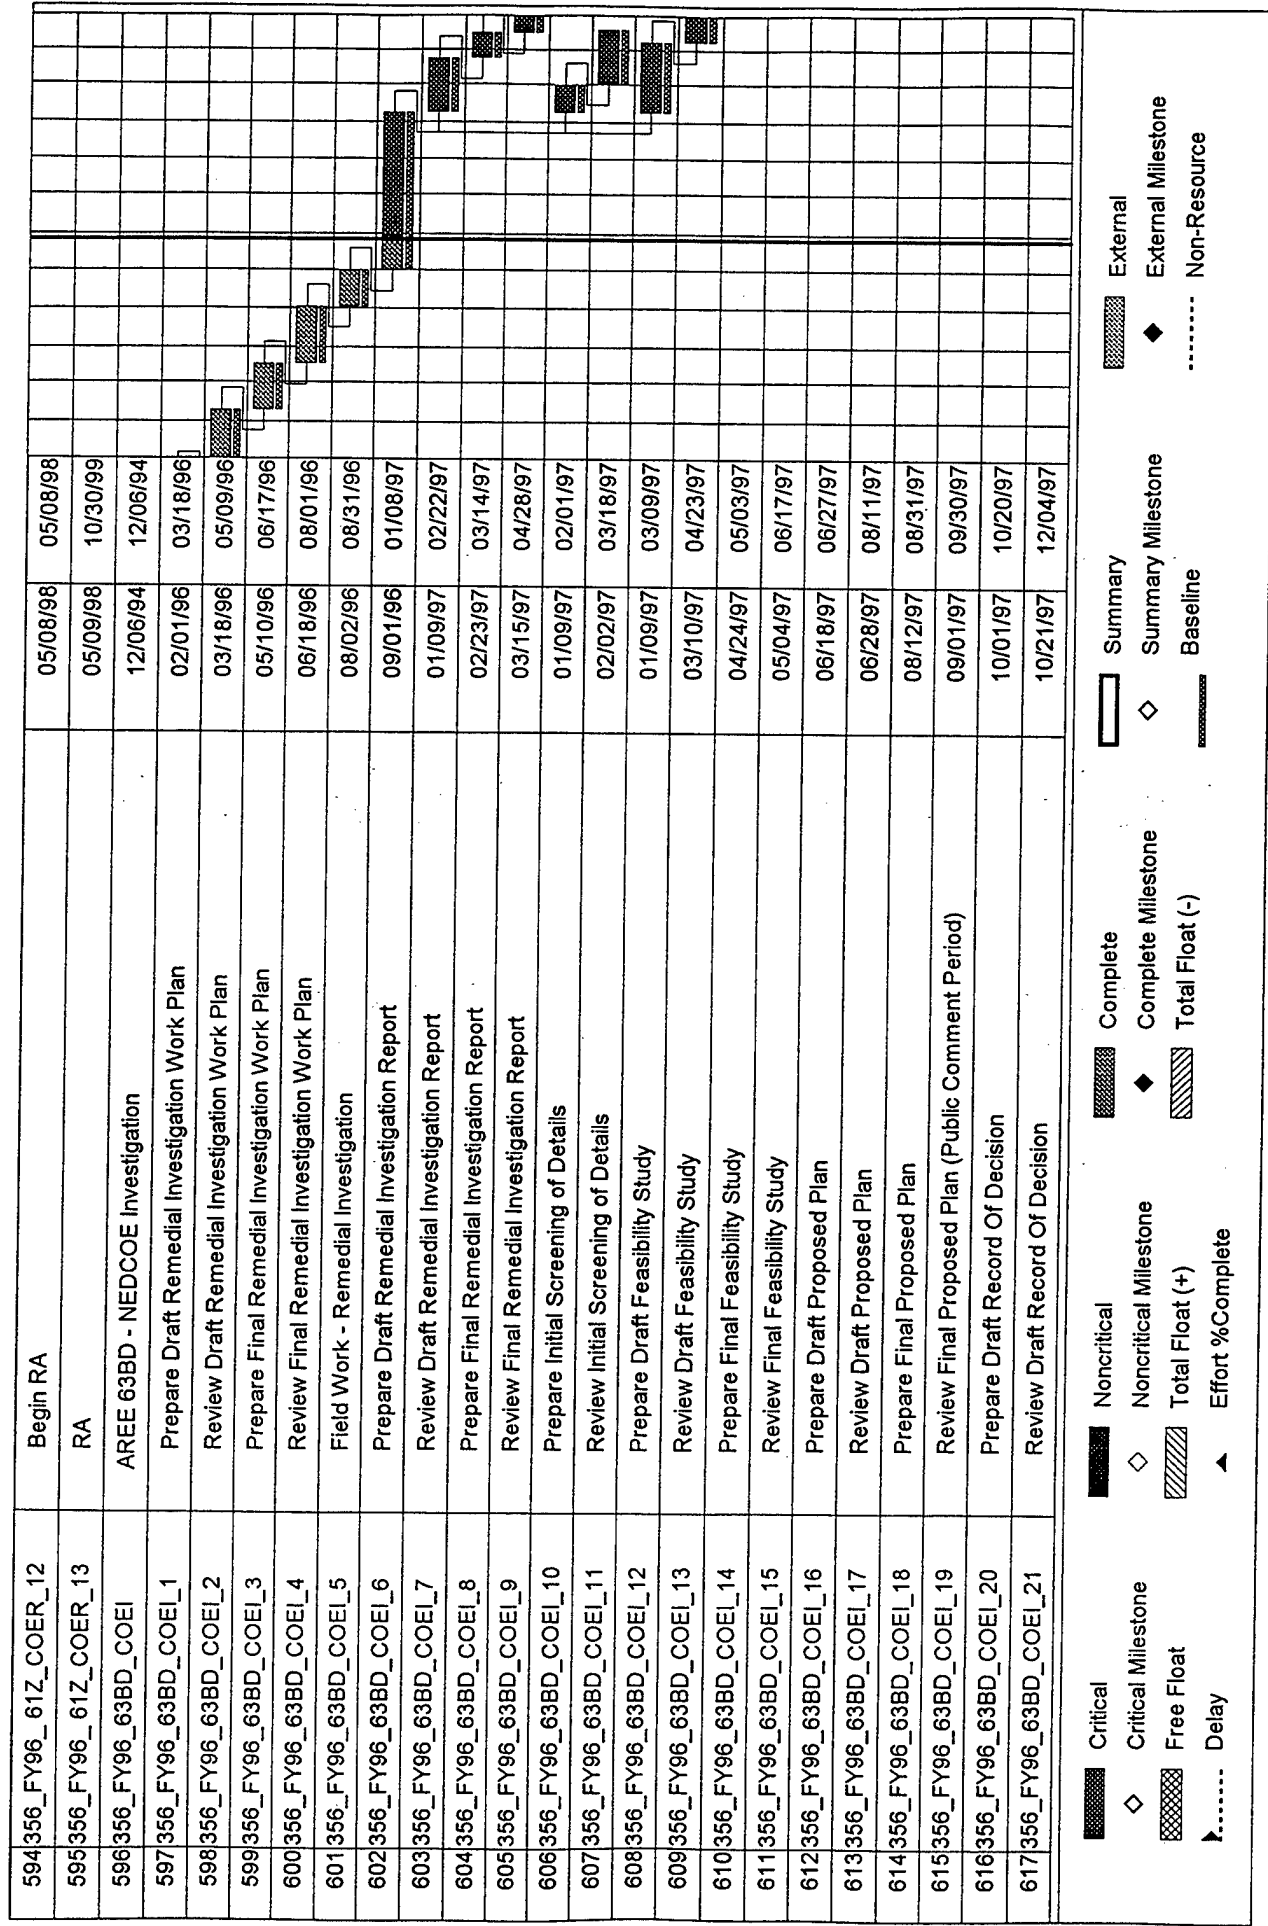 594 356_FY96_ 61Z_COER_12 Begin RA 05/08/98 05/08/98
595 356_FY96_ 61Z_COER_13 RA 05/09/98 10/30/99
596 356_FY96_63BD_COEI AREE 63BD - NEDCOE Investigation 12/06/94 12/06/94
597 356_FY96_63BD_COEI_1 Prepare Draft Remedial Investigation Work Plan 02/01/96 03/18/96
598 356_FY96_63BD_COEI_2 Review Draft Remedial Investigation Work Plan 03/18/96 05/09/96
599 356_FY96_63BD_COEI_3 Prepare Final Remedial Investigation Work Plan 05/10/96 06/17/96
600 356_FY96_63BD_COEI_4 Review Final Remedial Investigation Work Plan 06/18/96 08/01/96
601 356_FY96_63BD_COEI_5 Field Work - Remedial Investigation 08/02/96 08/31/96
602 356_FY96_63BD_COEI_6 Prepare Draft Remedial Investigation Report 09/01/96 01/08/97
603 356_FY96_63BD_COEI_7 Review Draft Remedial Investigation Report 01/09/97 02/22/97
604 356_FY96_63BD_COEI_8 Prepare Final Remedial Investigation Report 02/23/97 03/14/97
605 356_FY96_63BD_COEI_9 Review Final Remedial Investigation Report 03/15/97 04/28/97
606 356_FY96_63BD_COEI_10 Prepare Initial Screening of Details 01/09/97 02/01/97
607 356_FY96_63BD_COEI_11 Review Initial Screening of Details 02/02/97 03/18/97
608 356_FY96_63BD_COEI_12 Prepare Draft Feasibility Study 01/09/97 03/09/97
609 356_FY96_63BD_COEI_13 Review Draft Feasibility Study 03/10/97 04/23/97
610 356_FY96_63BD_COEI_14 Prepare Final Feasibility Study 04/24/97 05/03/97
611 356_FY96_63BD_COEI_15 Review Final Feasibility Study 05/04/97 06/17/97
612 356_FY96_63BD_COEI_16 Prepare Draft Proposed Plan 06/18/97 06/27/97
613 356_FY96_63BD_COEI_17 Review Draft Proposed Plan 06/28/97 08/11/97
614 356_FY96_63BD_COEI_18 Prepare Final Proposed Plan 08/12/97 08/31/97
615 356_FY96_63BD_COEI_19 Review Final Proposed Plan (Public Comment Period) 09/01/97 09/30/97
616 356_FY96_63BD_COEI_20 Prepare Draft Record Of Decision 10/01/97 10/20/97
617 356_FY96_63BD_COEI_21 Review Draft Record Of Decision 10/21/97 12/04/97
Critical Noncritical Complete Summary External
Critical Milestone Noncritical Milestone Complete Milestone Summary Milestone External Milestone
Free Float Total Float (+) Total Float (-) Baseline Non-Resource
Delay Effort %Complete